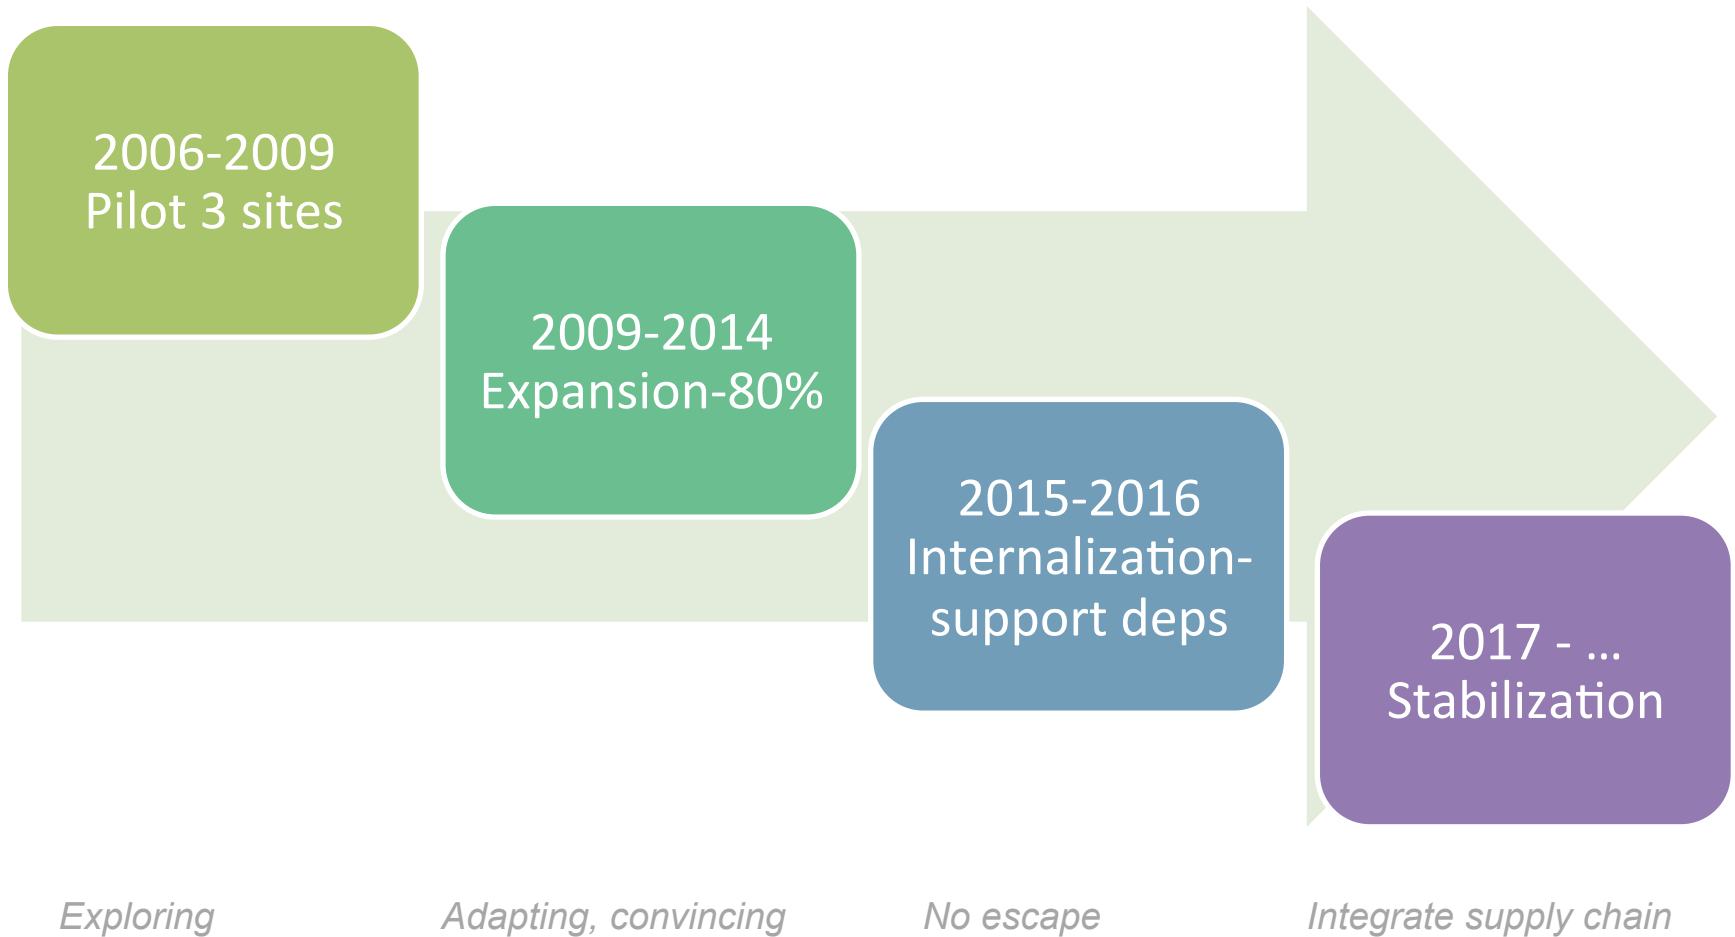 2006-2009
Pilot 3 sites
2009-2014
Expansion-80%
2015-2016
Internalization-
support deps
2017 - ...
Stabilization
Exploring
Adapting, convincing
No escape
Integrate supply chain